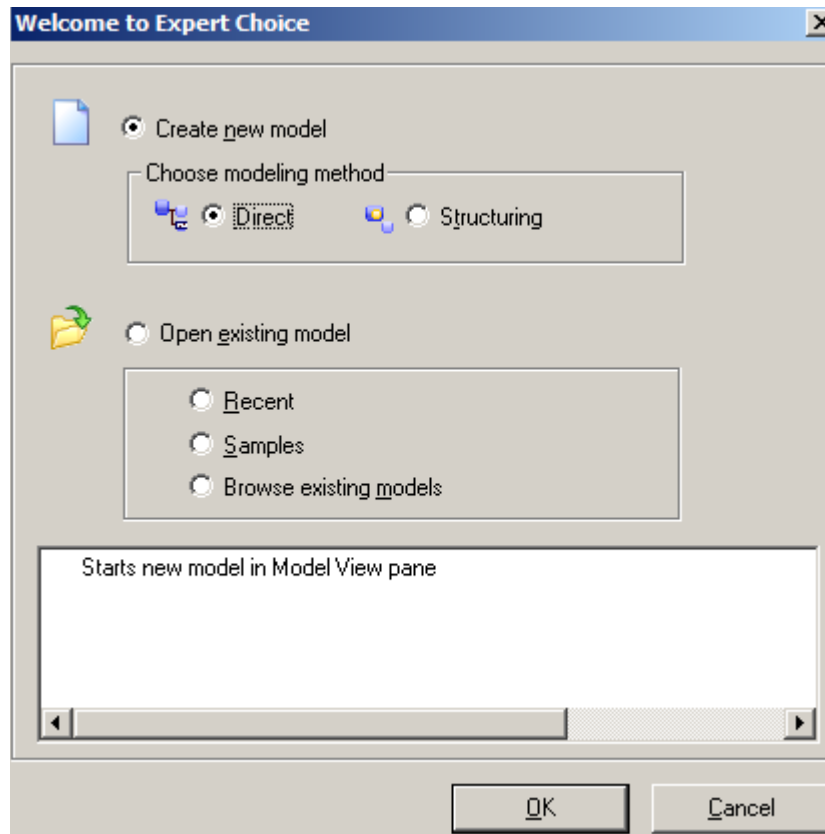 Welcome to Expert Choice
Create new model
Choose modeling method
Direct
Structuring
Open existing model
Recent
Samples
Browse existing models
Starts new model in Model View pane
OK
Cancel